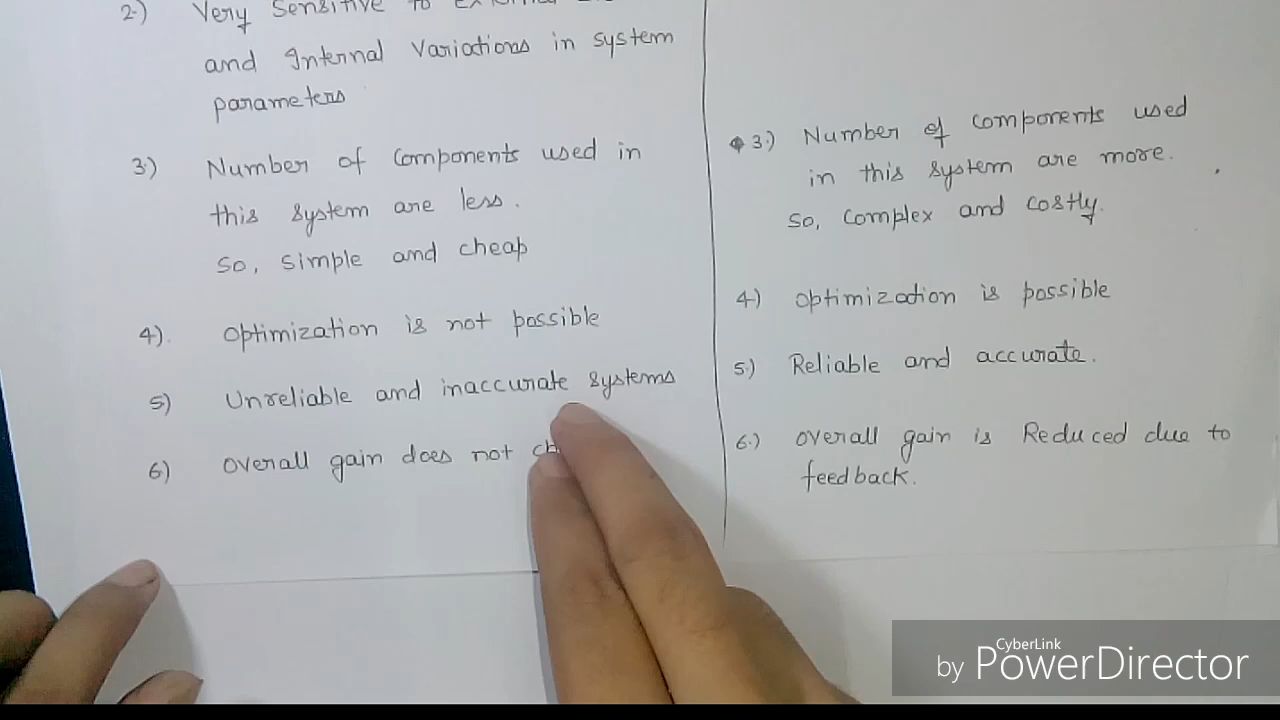 2.) Very Sensitive to
and Internal Variations in system
parameters
3.) Number of Components used in
this system are less.
So, Simple and cheap
4). Optimization is not possible
5) Unreliable and inaccurate systems
6) Overall gain does not
3.) Number of components used
in this system are more.
So, Complex and costly.
4.) Optimization is possible
5.) Reliable and accurate.
6.) Overall gain is Reduced due to
feedback.
CyberLink
by PowerDirector